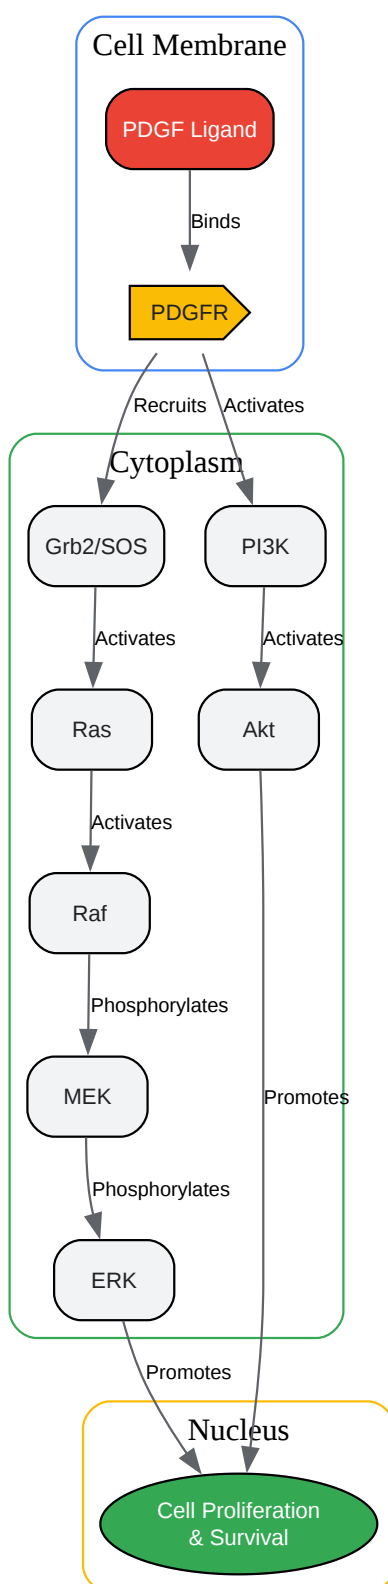 Cell Membrane
PDGF Ligand
Binds
PDGFR
Recruits
Activates
Cytoplasm
Grb2/SOS
PI3K
Activates
Activates
Ras
Akt
Activates
Raf
Phosphorylates
MEK
Promotes
Phosphorylates
ERK
Promotes
Nucleus
Cell Proliferation
& Survival